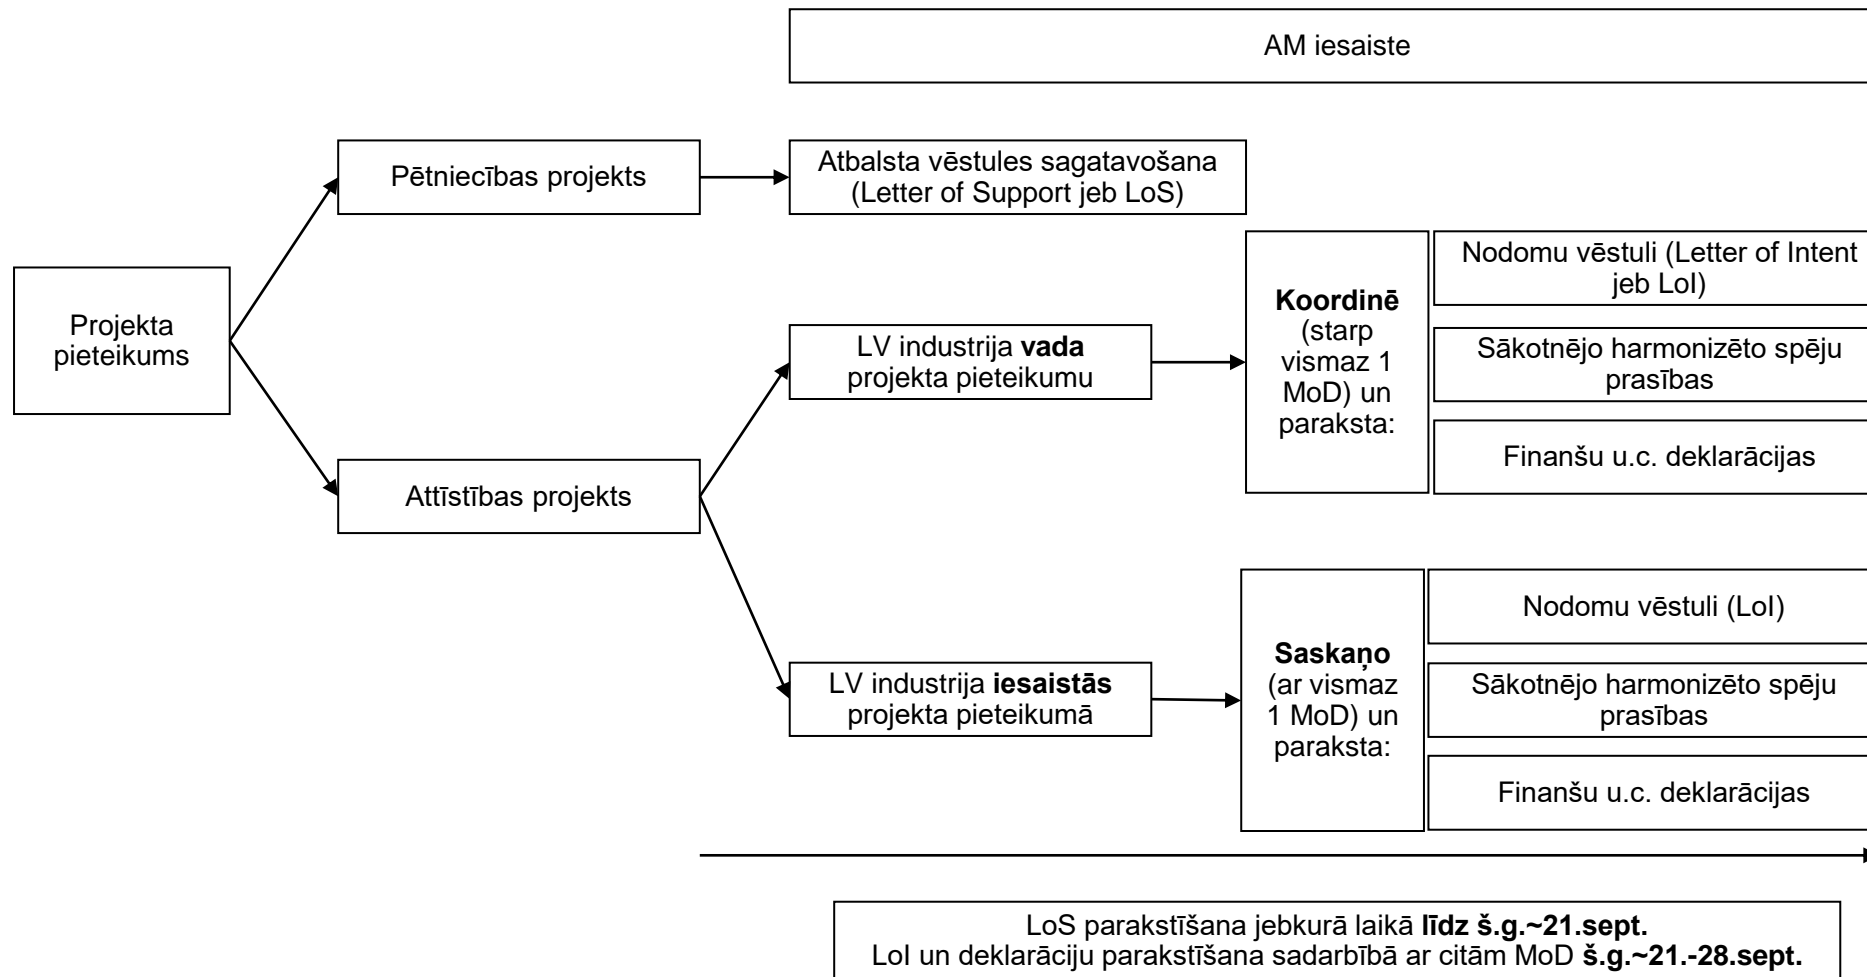 AM iesaiste
Pētniecības projekts
Atbalsta vēstules sagatavošana
(Letter of Support jeb LoS)
Projekta
pieteikums
Attīstības projekts
LV industrija vada
projekta pieteikumu
Koordinē
(starp
vismaz 1
MoD) un
paraksta:
Nodomu vēstuli (Letter of Intent
jeb LoI)
Sākotnējo harmonizēto spēju
prasības
Finanšu u.c. deklarācijas
LV industrija iesaistās
projekta pieteikumā
Saskaņo
(ar vismaz
1 MoD) un
paraksta:
Nodomu vēstuli (LoI)
Sākotnējo harmonizēto spēju
prasības
Finanšu u.c. deklarācijas
LoS parakstīšana jebkurā laikā līdz š.g.~21.sept.
LoI un deklarāciju parakstīšana sadarbībā ar citām MoD š.g.~21.-28.sept.